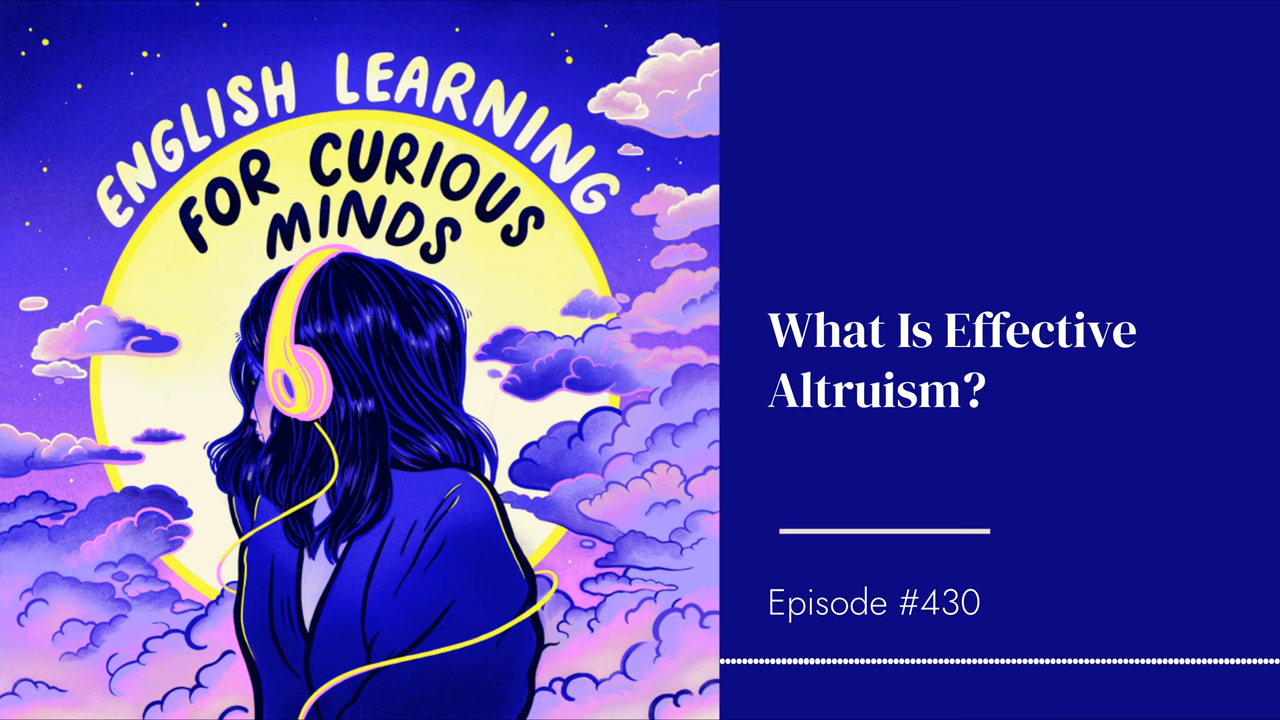 ENGLISH LEARNING
FOR CURIOUS
MINDS
What Is Effective
Altruism?
Episode #430